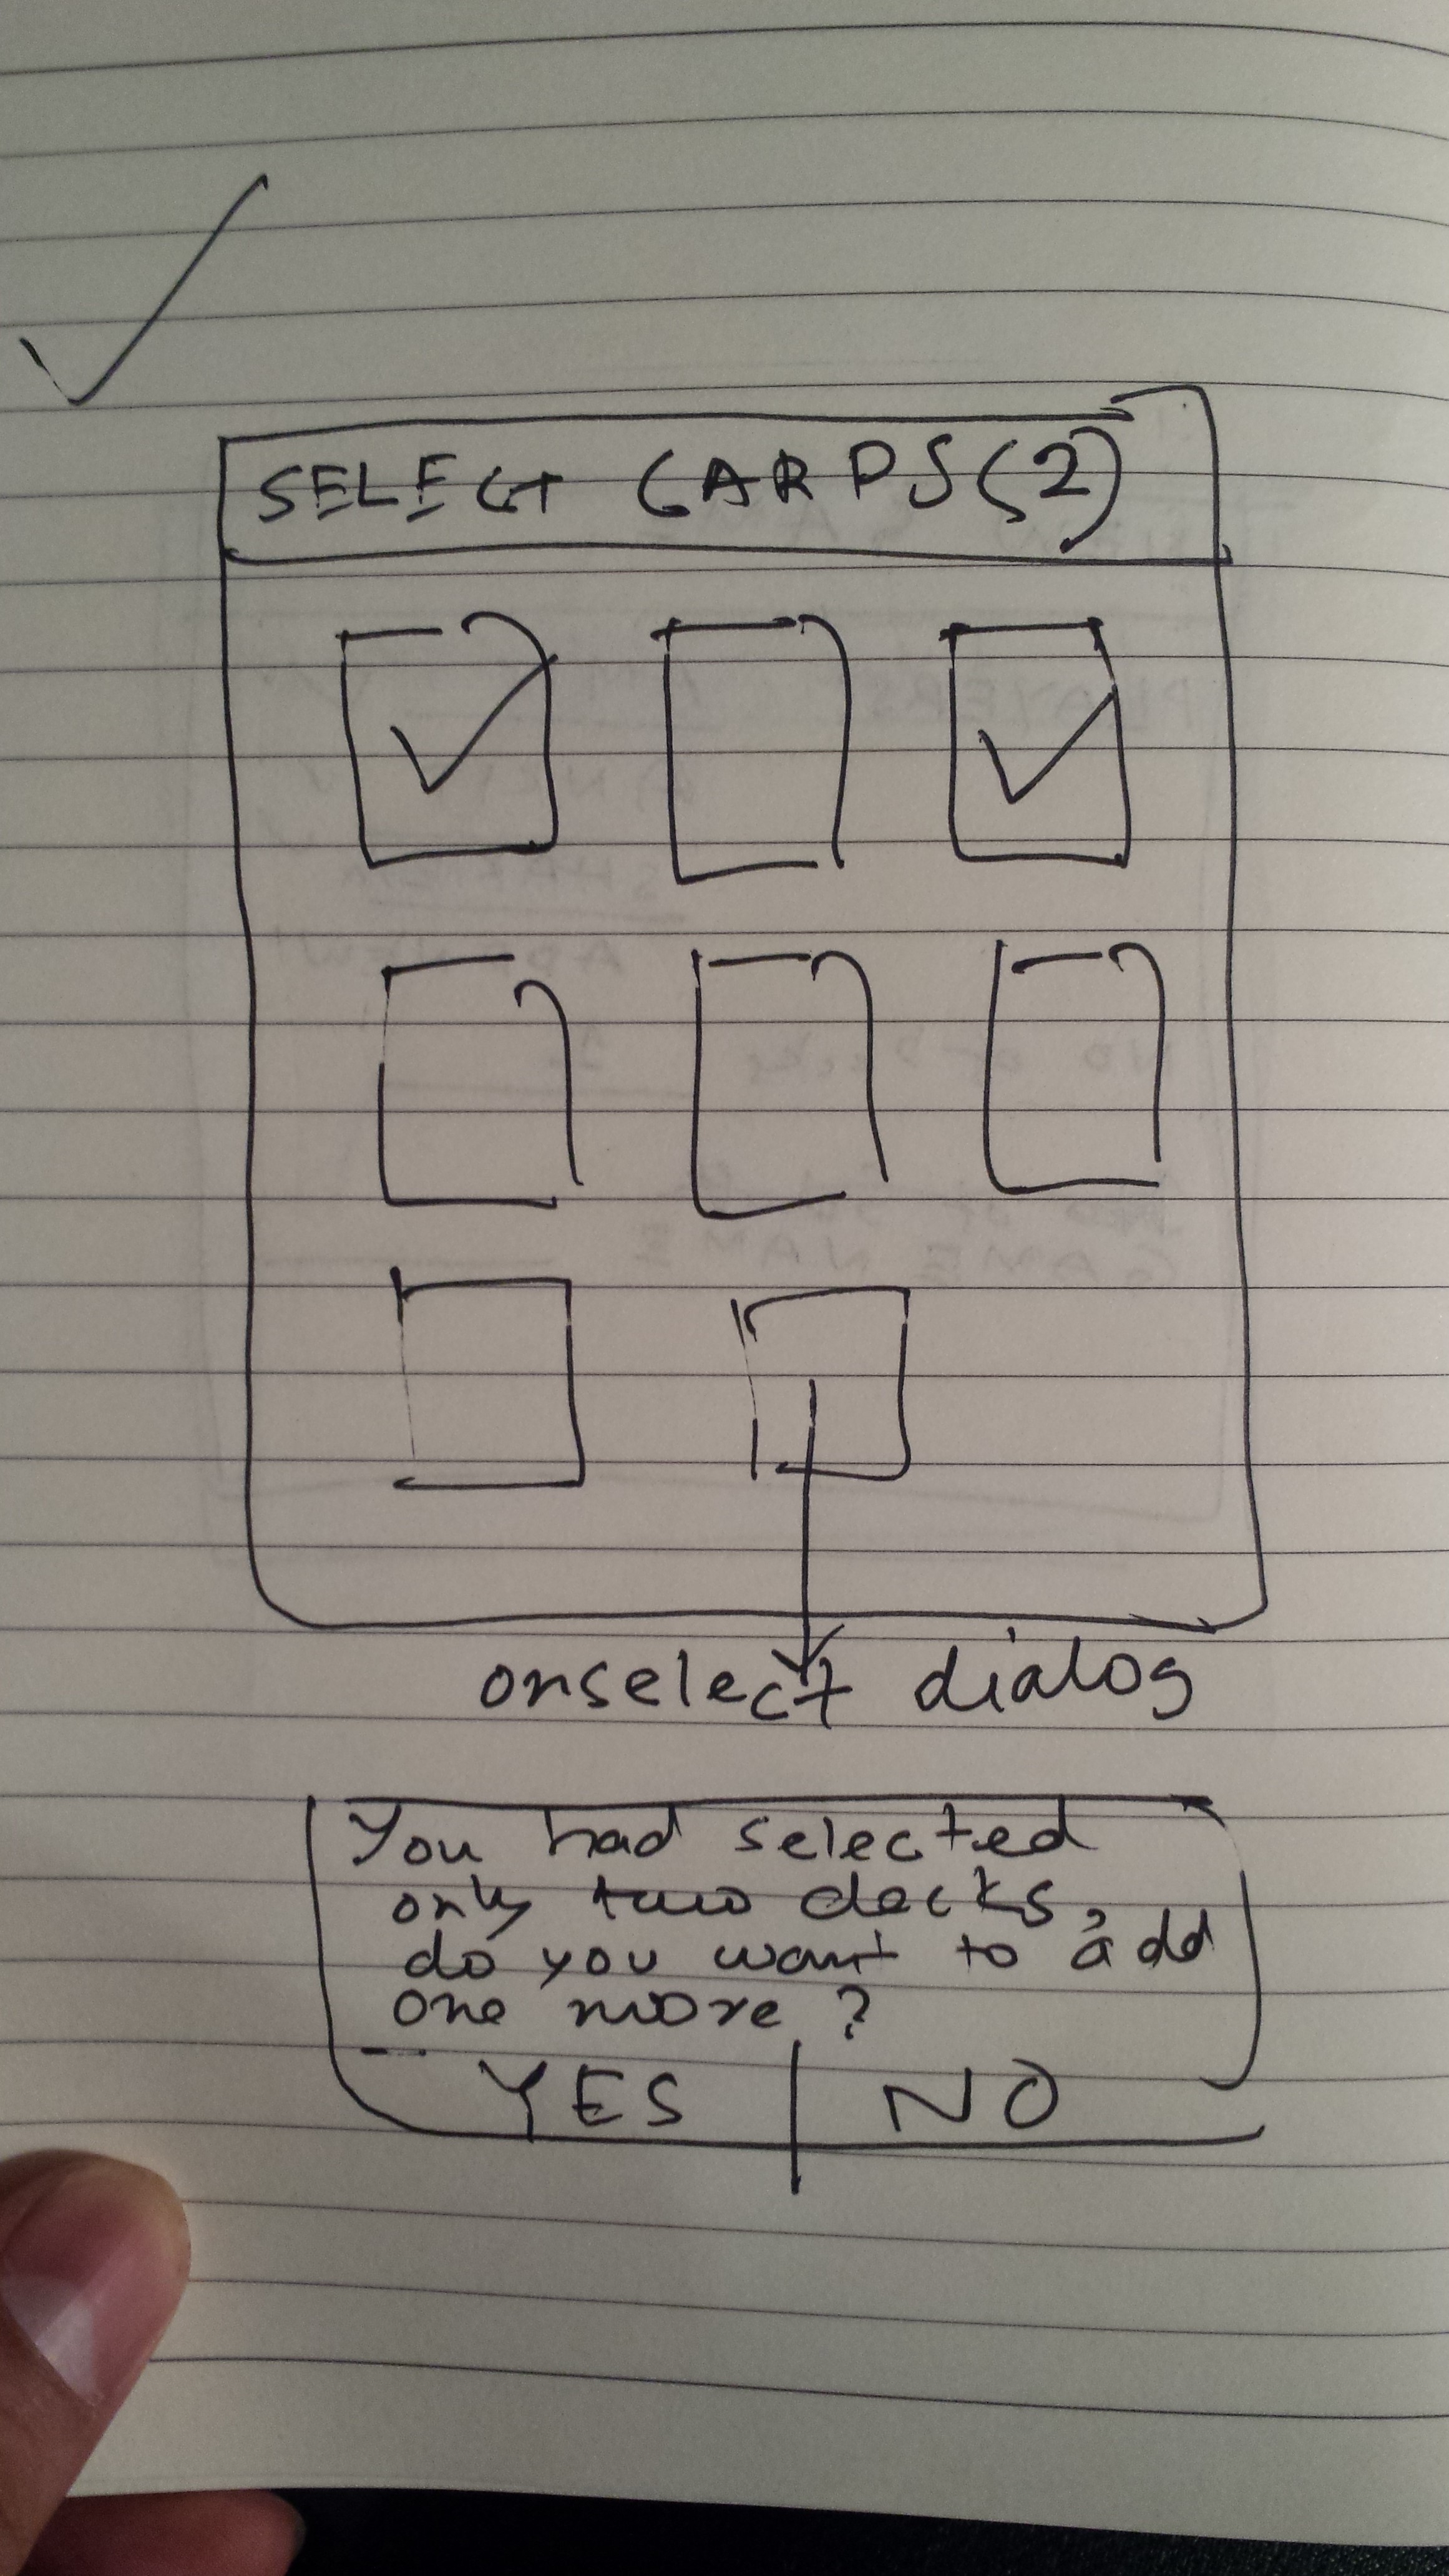 SELECT CARDS(2)
onselect dialog
You had selected
only two decks,
do you want to add
one more ?
YES | NO